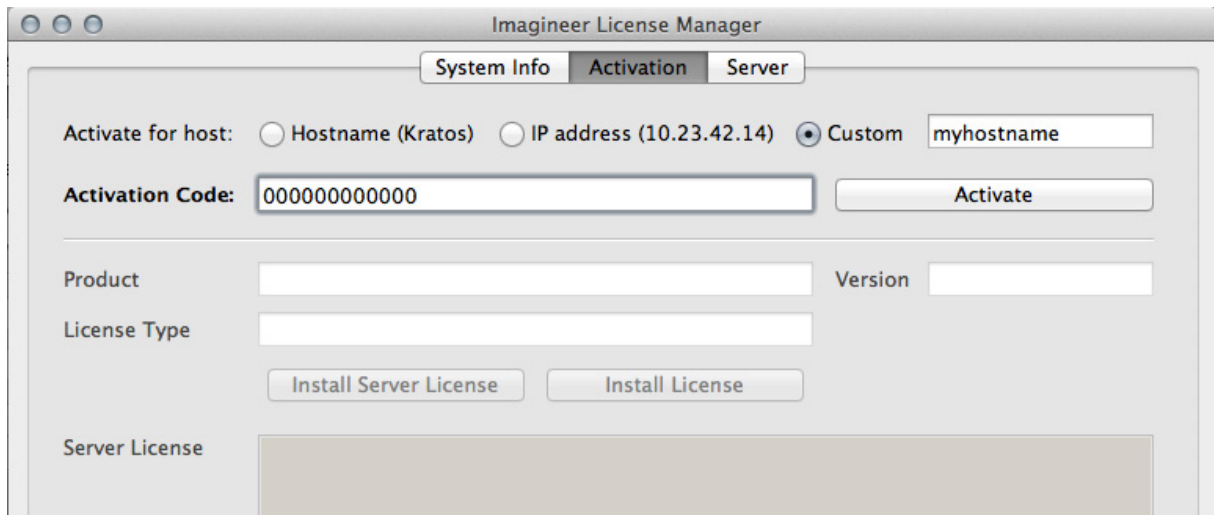 Imagineer License Manager
System Info Activation Server
Activate for host: Hostname (Kratos) IP address (10.23.42.14) Custom myhostname
Activation Code: 000000000000 Activate
Product Version
License Type
Install Server License Install License
Server License